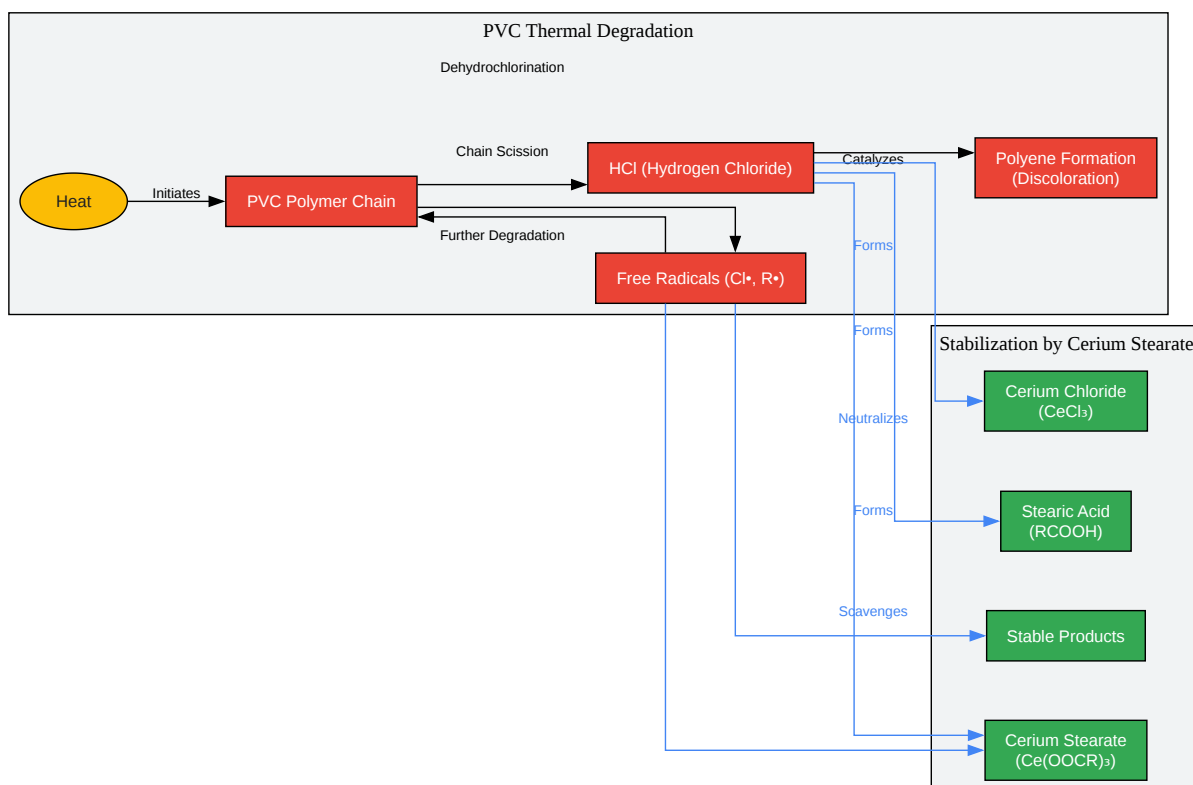 PVC Thermal Degradation
Dehydrochlorination
Chain Scission
HCl (Hydrogen Chloride)
Catalyzes
Polyene Formation
(Discoloration)
Heat
Initiates
PVC Polymer Chain
Further Degradation
Forms
Free Radicals (Cl•, R•)
Forms
Stabilization by Cerium Stearate
Cerium Chloride
(CeCl₃)
Neutralizes
Forms
Stearic Acid
(RCOOH)
Scavenges
Stable Products
Cerium Stearate
(Ce(OOCR)₃)